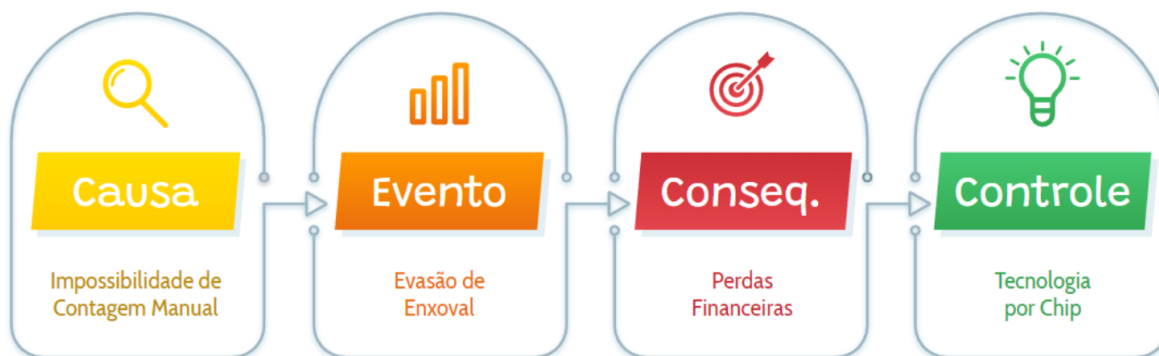 Causa
Evento
Conseq.
Controle
Impossibilidade de
Contagem Manual
Evasão de
Enxoval
Perdas
Financeiras
Tecnologia
por Chip